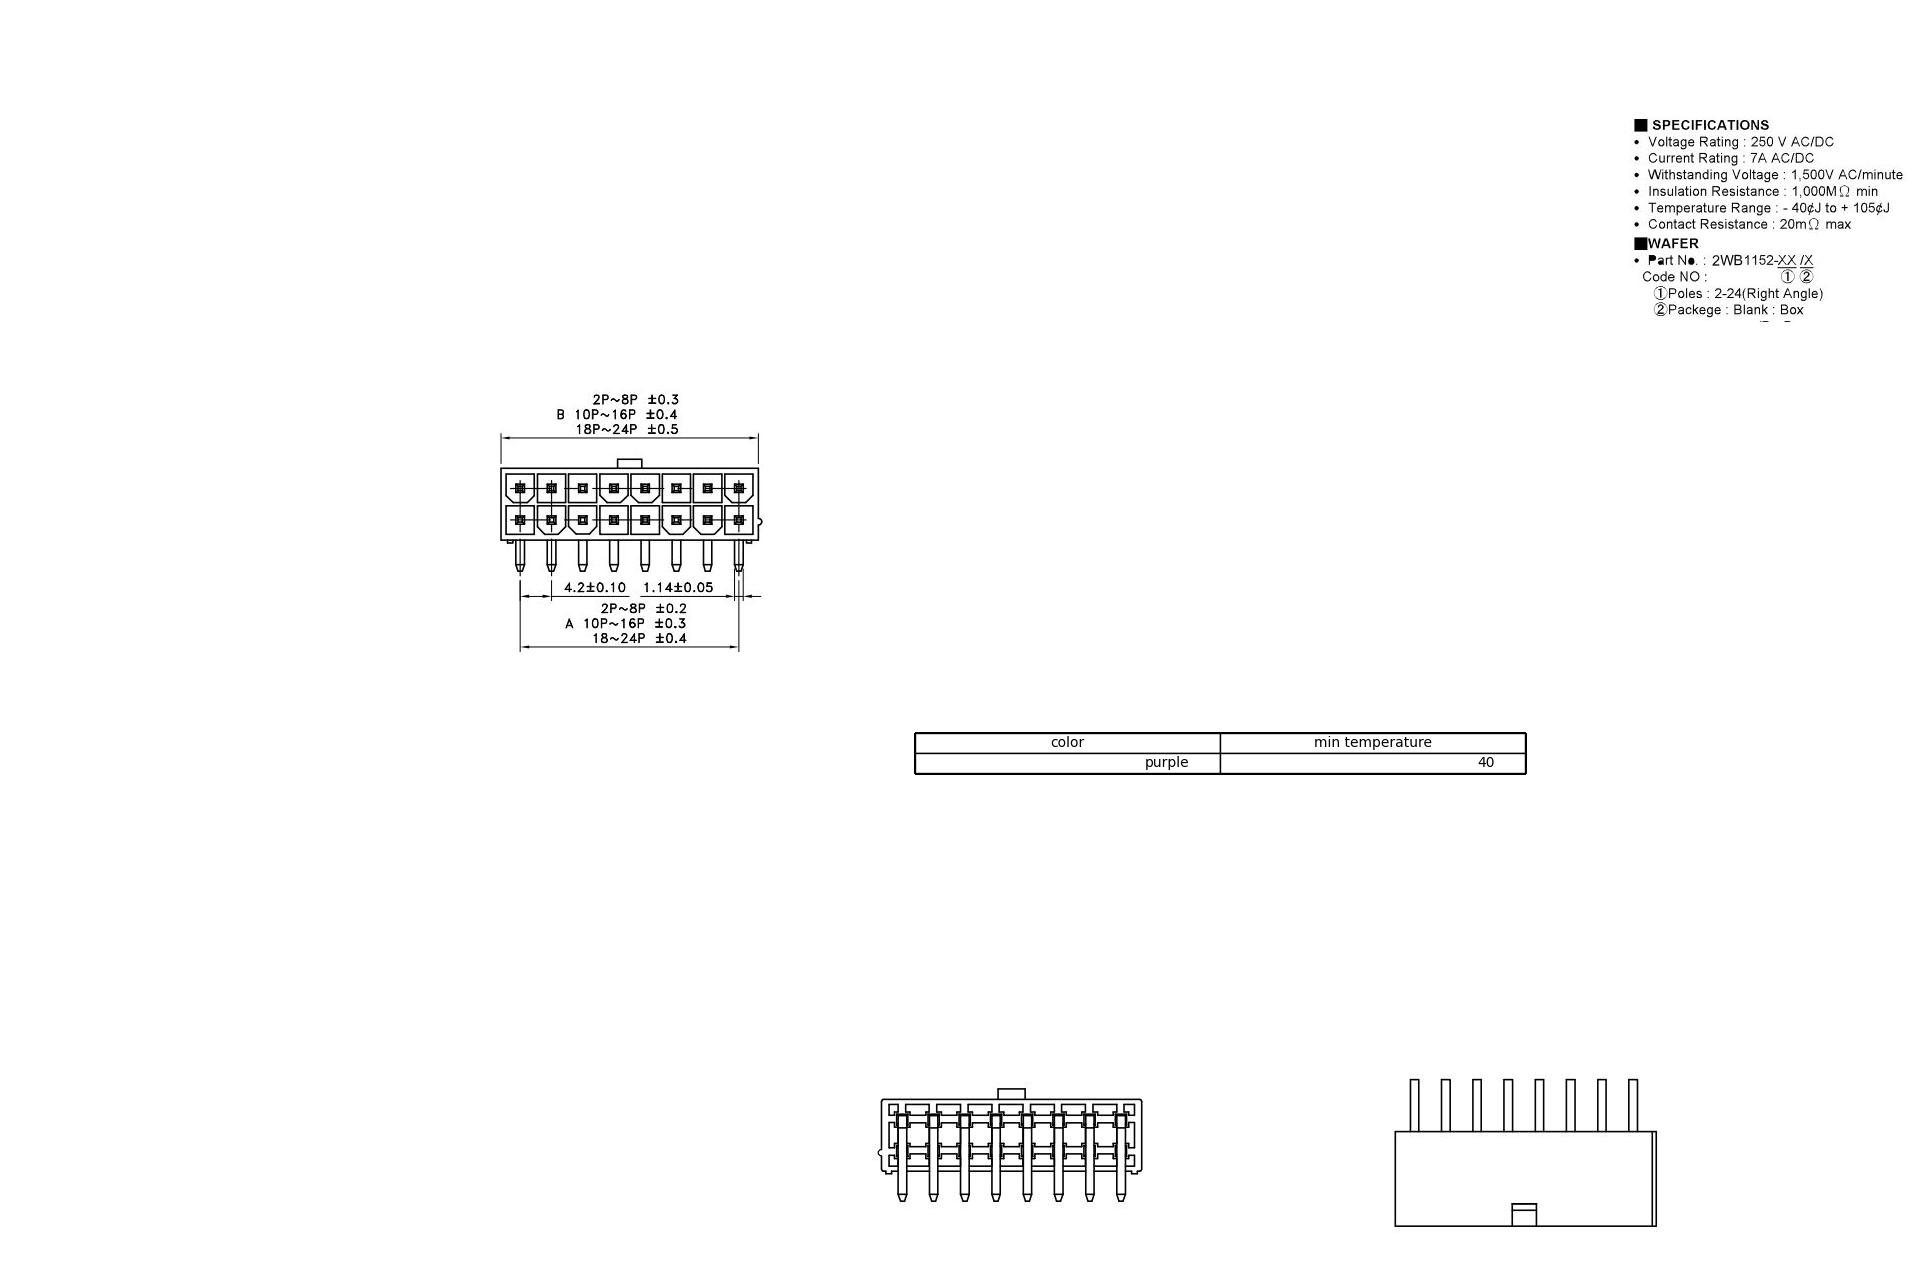 ■ SPECIFICATIONS
• Voltage Rating : 250 V AC/DC
• Current Rating : 7A AC/DC
• Withstanding Voltage : 1,500V AC/minute
• Insulation Resistance : 1,000MΩ min
• Temperature Range : - 40¢J to + 105¢J
• Contact Resistance : 20mΩ max
■WAFER
• Part No. : 2WB1152-XX /X
Code NO : ① ②
①Poles : 2-24(Right Angle)
②Packege : Blank : Box
2P~8P ±0.3
B 10P~16P ±0.4
18P~24P ±0.5
4.2±0.10 1.14±0.05
2P~8P ±0.2
A 10P~16P ±0.3
18~24P ±0.4
color min temperature
purple 40